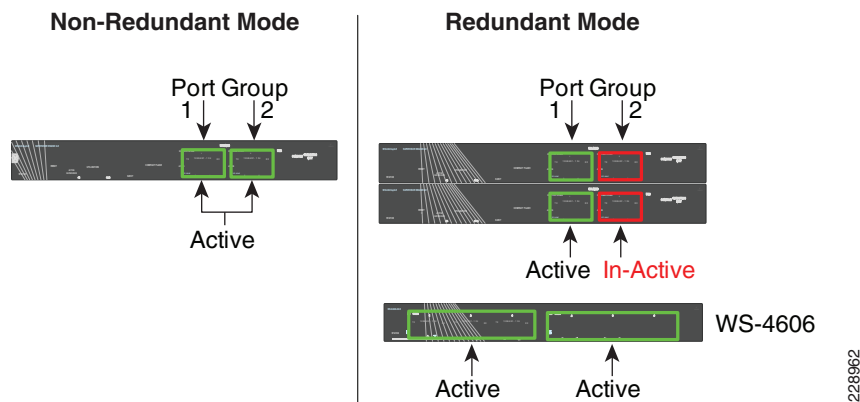 Non-Redundant Mode
Redundant Mode
Port Group
1 2
Active
Port Group
1 2
Active In-Active
WS-4606
Active Active
228962